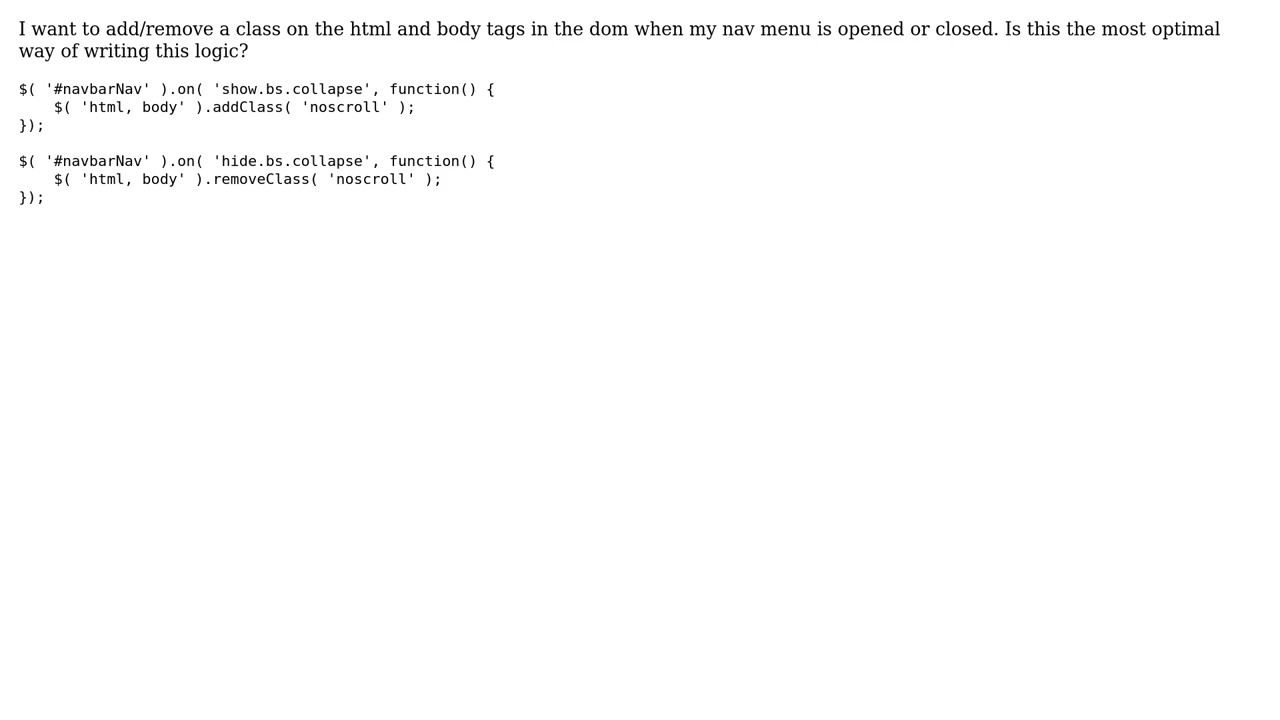 I want to add/remove a class on the html and body tags in the dom when my nav menu is opened or closed. Is this the most optimal
way of writing this logic?
$( '#navbarNav' ).on( 'show.bs.collapse', function() {
    $( 'html, body' ).addClass( 'noscroll' );
});
$( '#navbarNav' ).on( 'hide.bs.collapse', function() {
    $( 'html, body' ).removeClass( 'noscroll' );
});